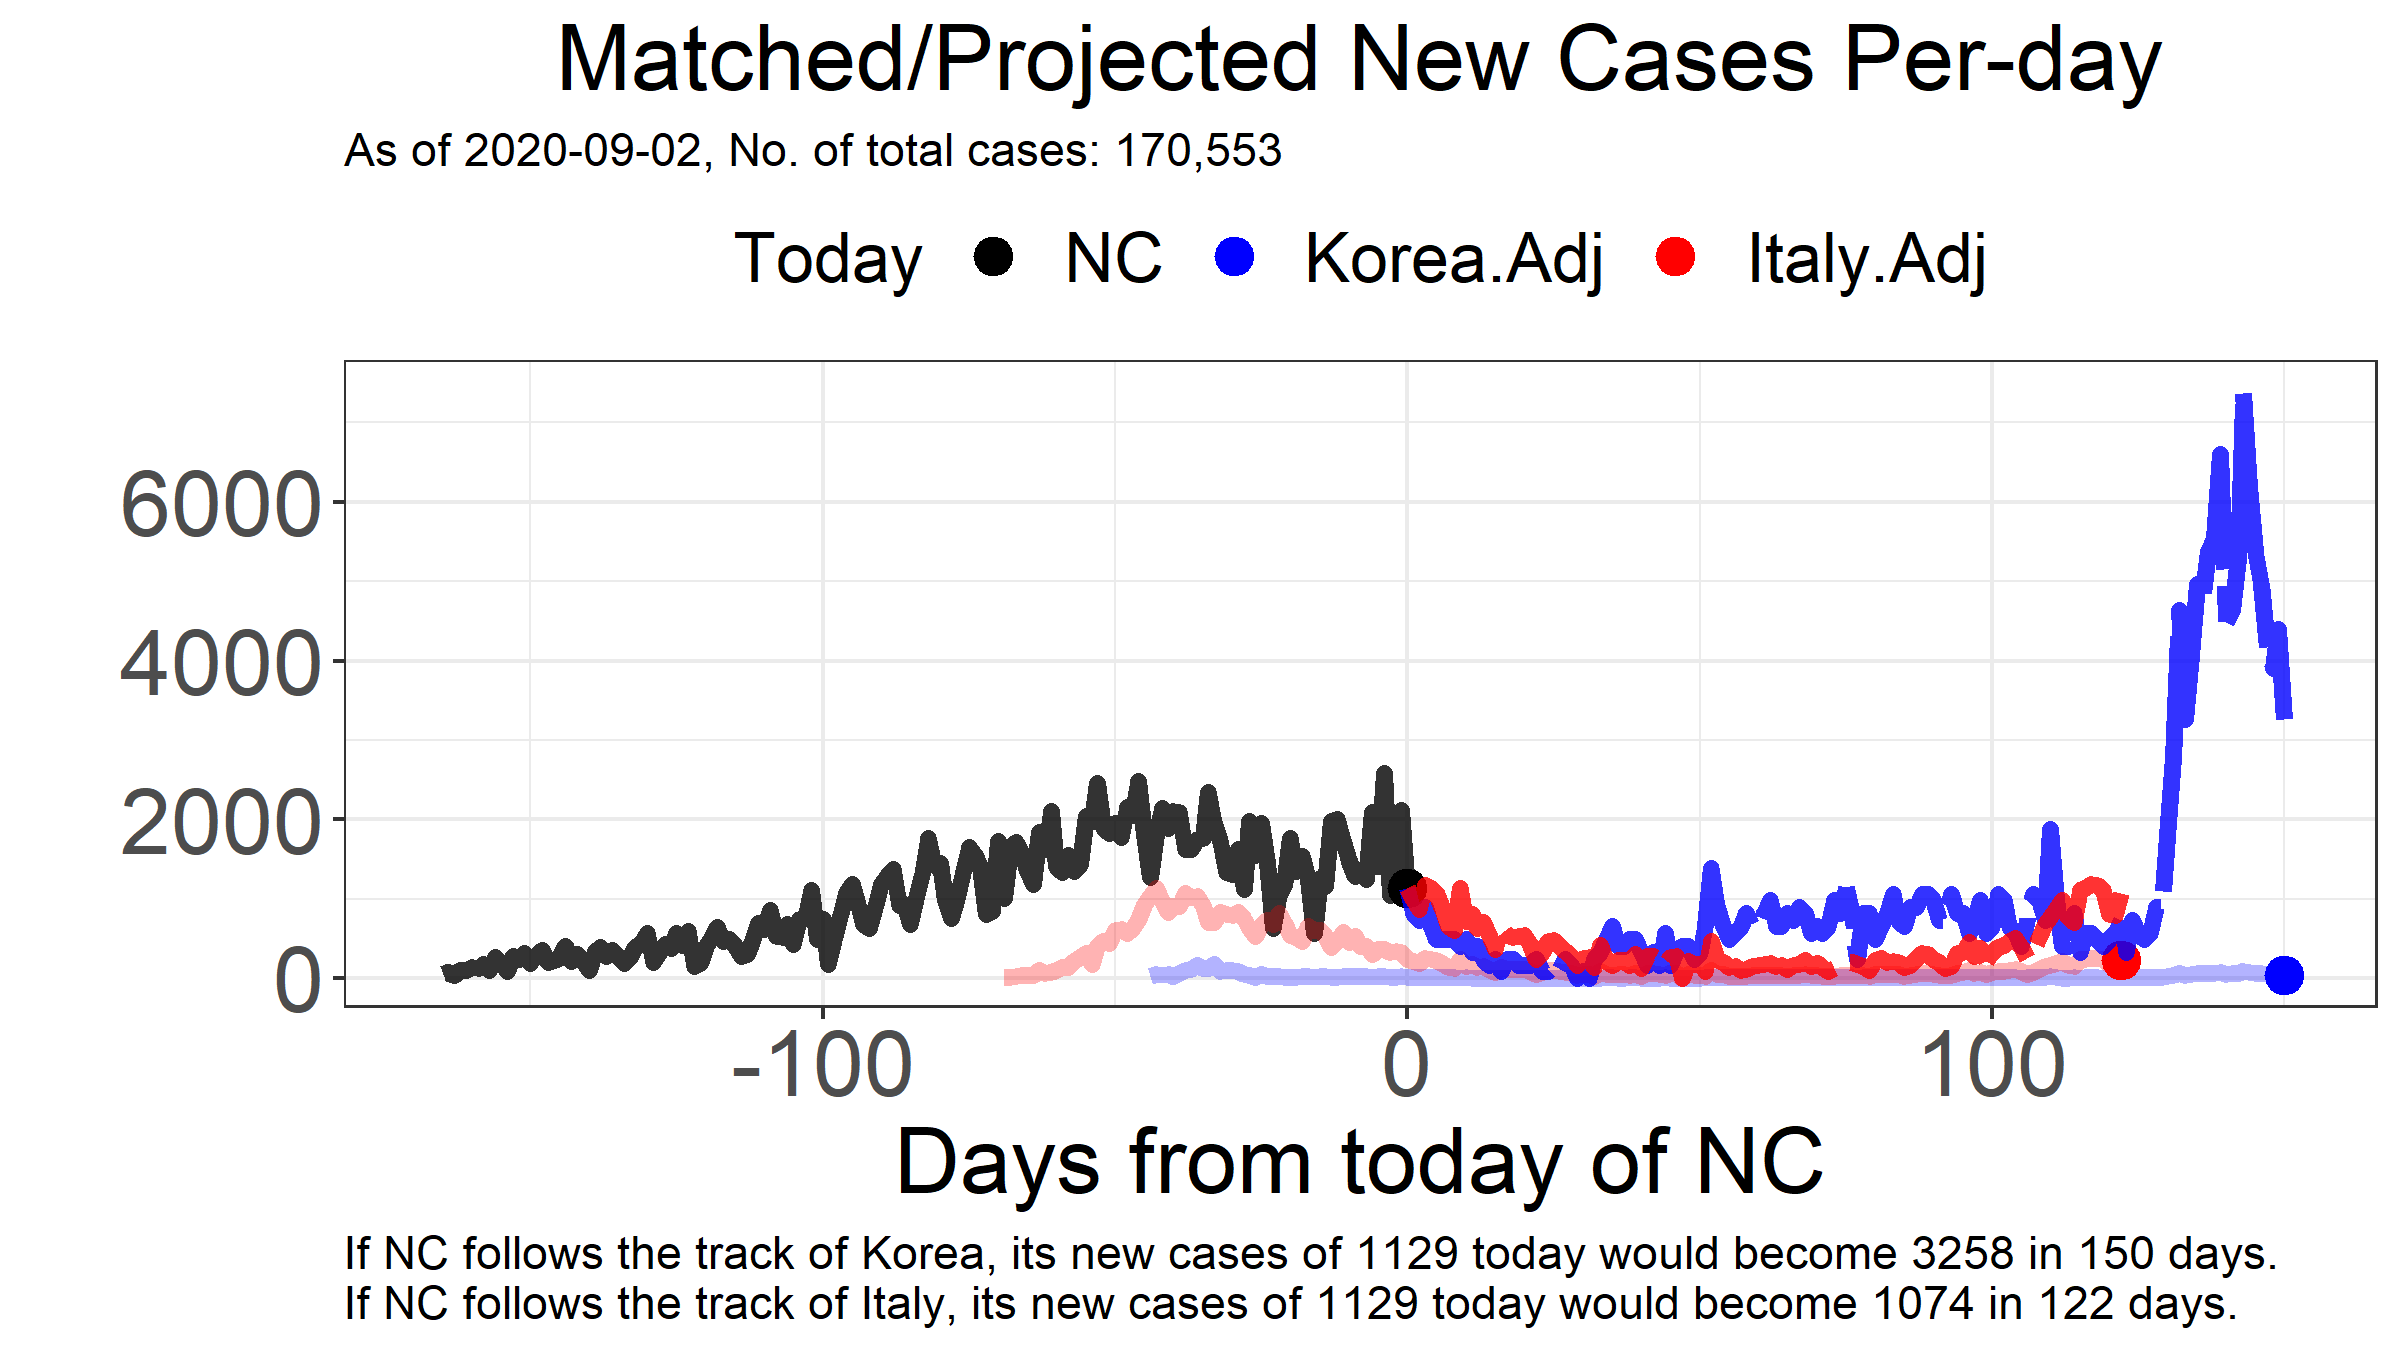 Matched/Projected New Cases Per-day
As of 2020-09-02, No. of total cases: 170,553
Today NC Korea.Adj Italy.Adj
6000
4000
2000
0
-100 0 100
Days from today of NC
If NC follows the track of Korea, its new cases of 1129 today would become 3258 in 150 days.
If NC follows the track of Italy, its new cases of 1129 today would become 1074 in 122 days.